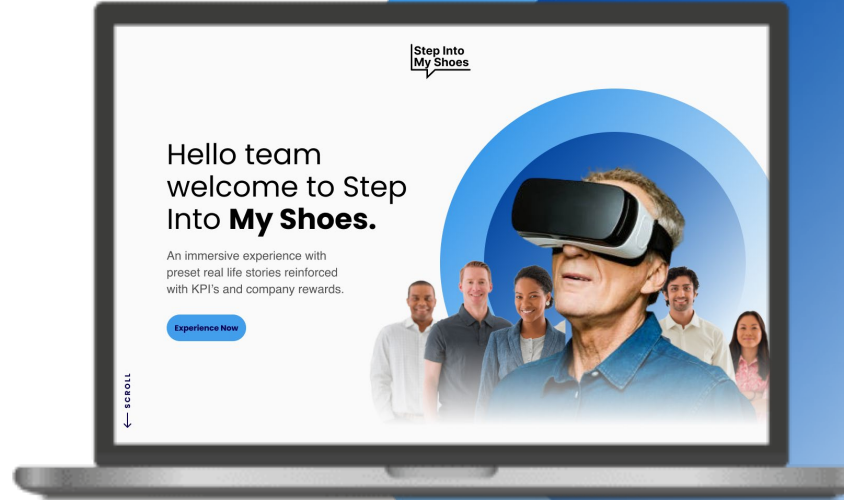 Step Into
My Shoes
Hello team
welcome to Step
Into My Shoes.
An immersive experience with
preset real life stories reinforced
with KPI's and company rewards.
Experience Now
SCROLL